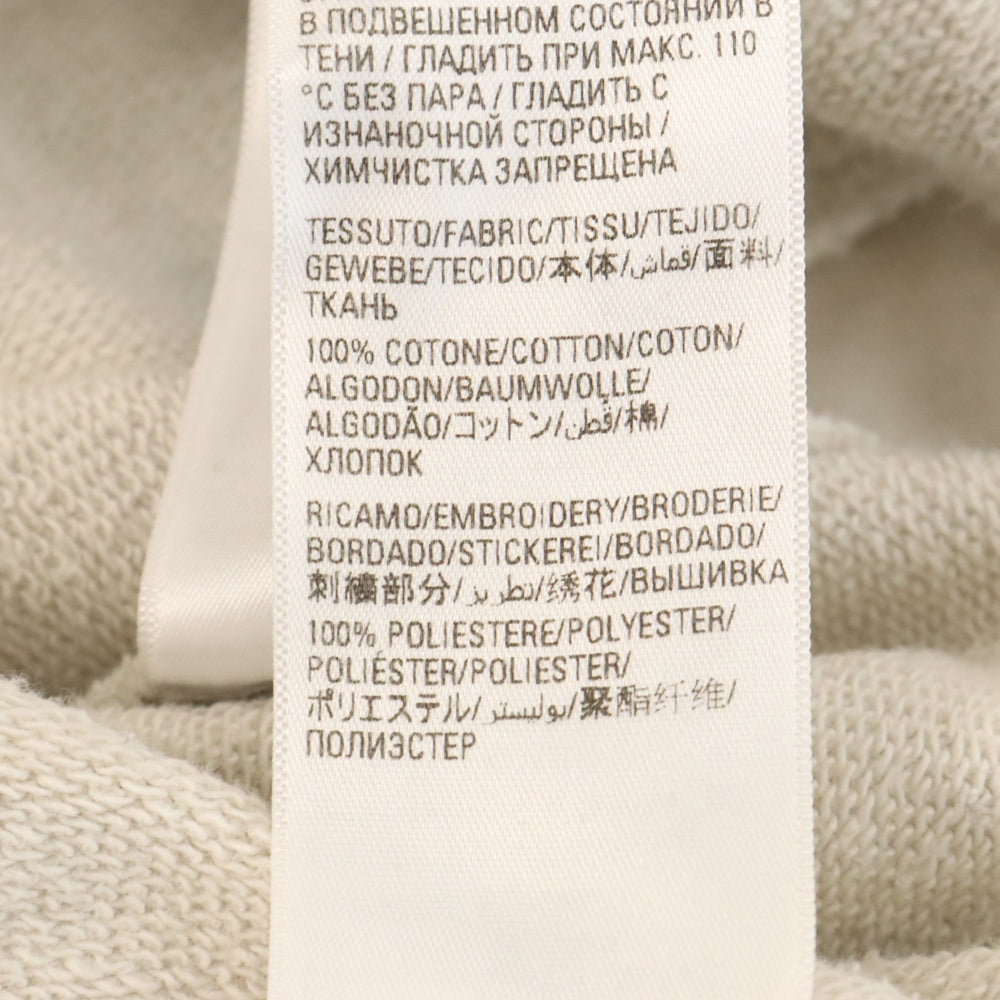 В ПОДВЕШЕННОМ СОСТОЯНИИ В
ТЕНИ / ГЛАДИТЬ ПРИ МАКС. 110
°C БЕЗ ПАРА / ГЛАДИТЬ С
ИЗНАНОЧНОЙ СТОРОНЫ /
ХИМЧИСТКА ЗАПРЕЩЕНА
TESSUTO/FABRIC/TISSU/TEJIDO/
GEWEBE/TECIDO/本体/قماش/面料/
ТКАНЬ
100% COTONE/COTTON/COTON/
ALGODON/BAUMWOLLE/
ALGODÃO/コットン/قطن/棉/
ХЛОПОК
RICAMO/EMBROIDERY/BRODERIE/
BORDADO/STICKEREI/BORDADO/
刺繍部分/تطريز/绣花/ВЫШИВКА
100% POLIESTERE/POLYESTER/
POLIÉSTER/POLIESTER/
ポリエステル/بوليستر/聚酯纤维/
ПОЛИЭСТЕР